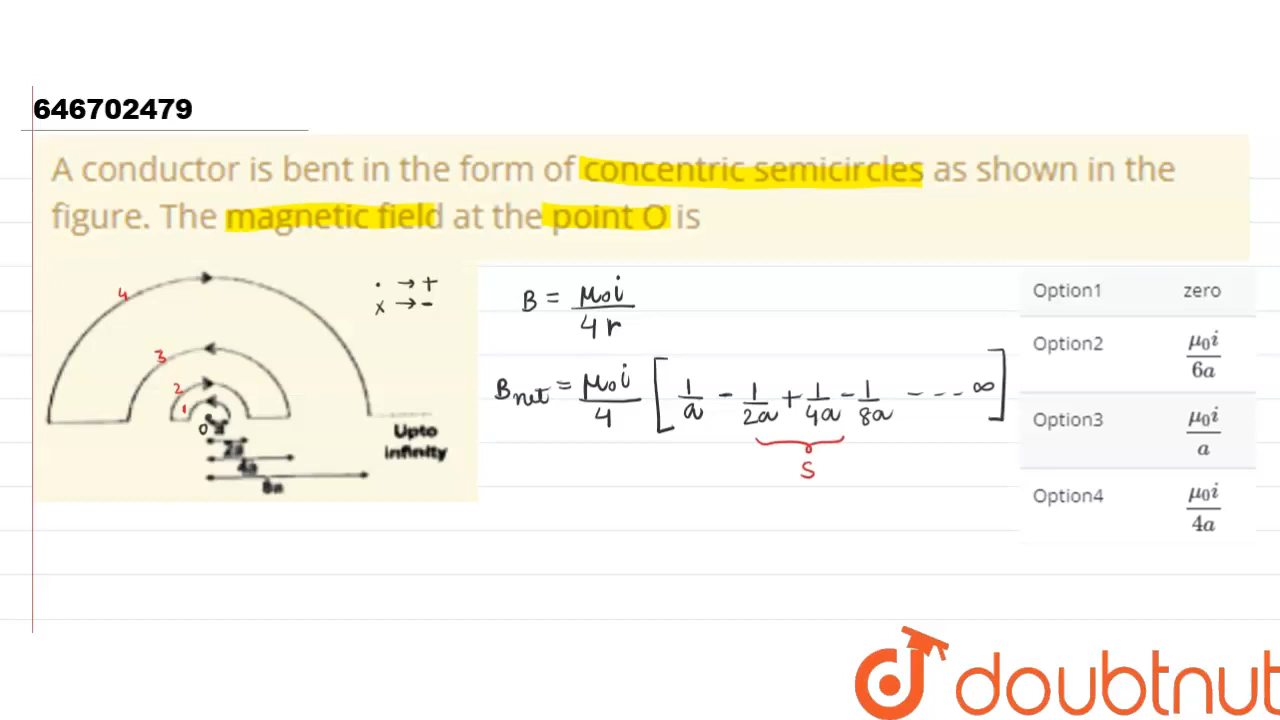 646702479
A conductor is bent in the form of concentric semicircles as shown in the
figure. The magnetic field at the point O is
4
3
2
1
O
a
2a
4a
8a
Upto
infinity
. → +
x → -
B = μ₀i / 4r
Bnet = μ₀i / 4 [ 1/a - 1/2a + 1/4a - 1/8a ---- ∞ ]
S
Option1 zero
Option2 μ₀i / 6a
Option3 μ₀i / a
Option4 μ₀i / 4a
doubtnut